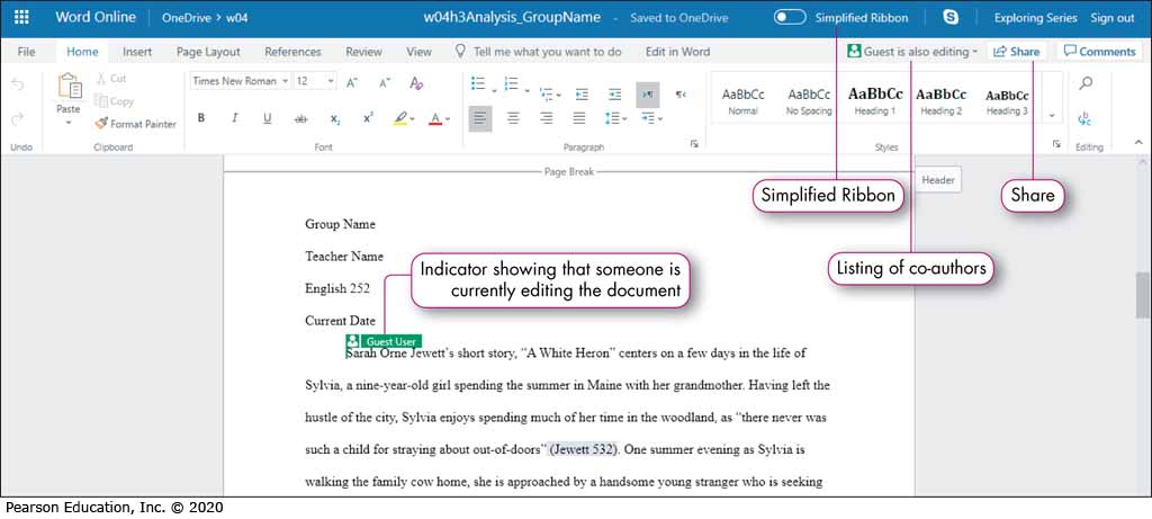 Word Online OneDrive > w04 w04h3Analysis_GroupName - Saved to OneDrive Simplified Ribbon Exploring Series Sign out
File Home Insert Page Layout References Review View Tell me what you want to do Edit in Word Guest is also editing Share Comments
Paste Cut Copy Format Painter
Times New Roman 12
B I U ab x₂ x² A
AaBbCc AaBbCc AaBbCc AaBbCc AaBbCc
Normal No Spacing Heading 1 Heading 2 Heading 3
Undo Clipboard Font Paragraph Styles Editing
Page Break
Header
Simplified Ribbon
Share
Listing of co-authors
Indicator showing that someone is
currently editing the document
Group Name
Teacher Name
English 252
Current Date
Guest User
Sarah Orne Jewett’s short story, “A White Heron” centers on a few days in the life of
Sylvia, a nine-year-old girl spending the summer in Maine with her grandmother. Having left the
hustle of the city, Sylvia enjoys spending much of her time in the woodland, as “there never was
such a child for straying about out-of-doors” (Jewett 532). One summer evening as Sylvia is
walking the family cow home, she is approached by a handsome young stranger who is seeking
Pearson Education, Inc. © 2020